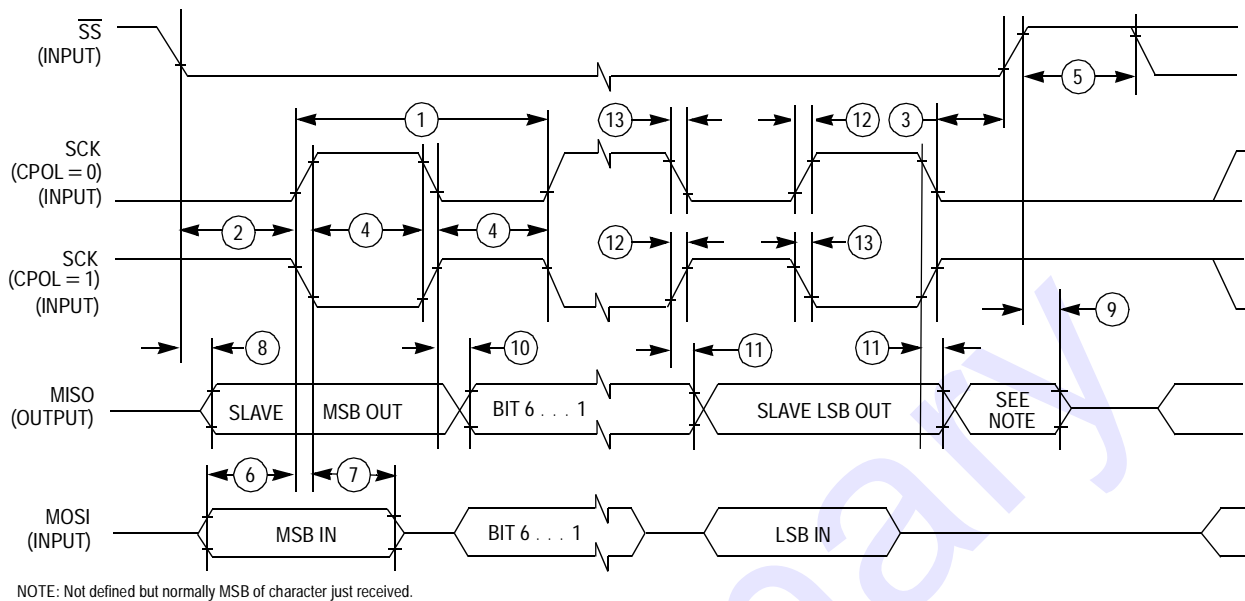 SS
(INPUT)
5
1
13
12
3
SCK
(CPOL = 0)
(INPUT)
2
4
4
12
13
SCK
(CPOL = 1)
(INPUT)
9
8
10
11
11
MISO
(OUTPUT)
SLAVE
MSB OUT
BIT 6 . . . 1
SLAVE LSB OUT
SEE
NOTE
6
7
MOSI
(INPUT)
MSB IN
BIT 6 . . . 1
LSB IN
NOTE: Not defined but normally MSB of character just received.